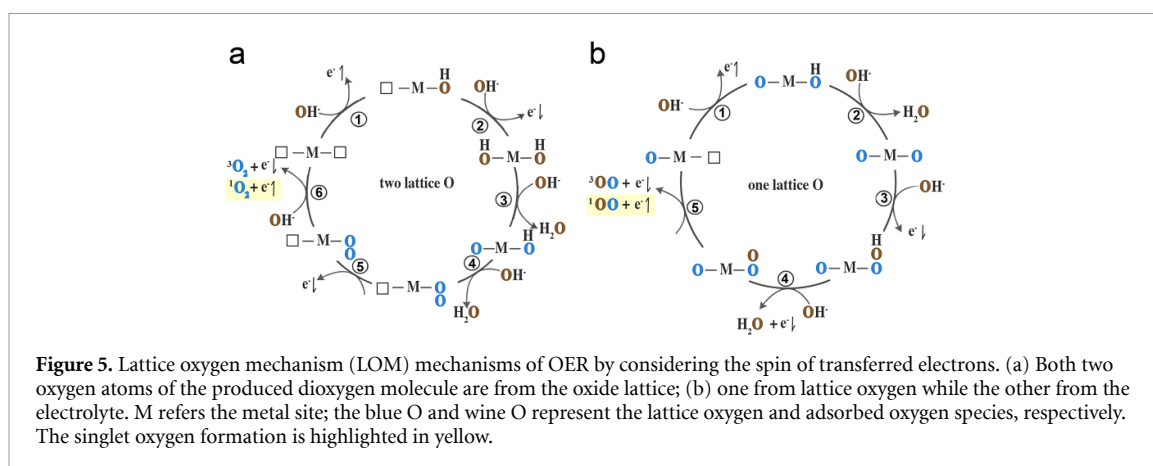 a
e-↑
H
□–M–O
OH-
OH-
①
②
e-↓
□–M–□
H H
O–M–O
³O₂ + e-↓
¹O₂ + e-↑
two lattice O
OH-
③
⑥
OH-
H₂O
H
O–M–O
□–M–O
O
④
OH-
⑤
e-↓
□–M–O
O
H₂O
b
e-↑
H
O–M–O
OH-
OH-
①
②
H₂O
O–M–□
O–M–O
³OO + e-↓
¹OO + e-↑
one lattice O
③
OH-
⑤
e-↓
O
O–M–O
H
O
O–M–O
④
OH-
H₂O + e-↓
Figure 5. Lattice oxygen mechanism (LOM) mechanisms of OER by considering the spin of transferred electrons. (a) Both two
oxygen atoms of the produced dioxygen molecule are from the oxide lattice; (b) one from lattice oxygen while the other from the
electrolyte. M refers the metal site; the blue O and wine O represent the lattice oxygen and adsorbed oxygen species, respectively.
The singlet oxygen formation is highlighted in yellow.